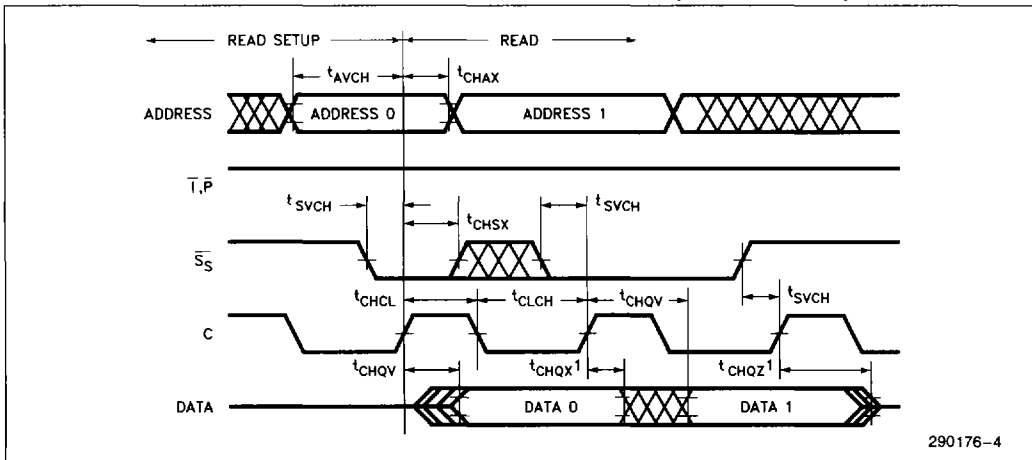 READ SETUP READ
tAVCH tCHAX
ADDRESS ADDRESS 0 ADDRESS 1
I̅,P̅
tSVCH tSVCH
tCHSX
S̅S
tCHCL tCLCH tCHQV
tSVCH
C
tCHQV tCHQX1 tCHQZ1
DATA DATA 0 DATA 1
290176-4